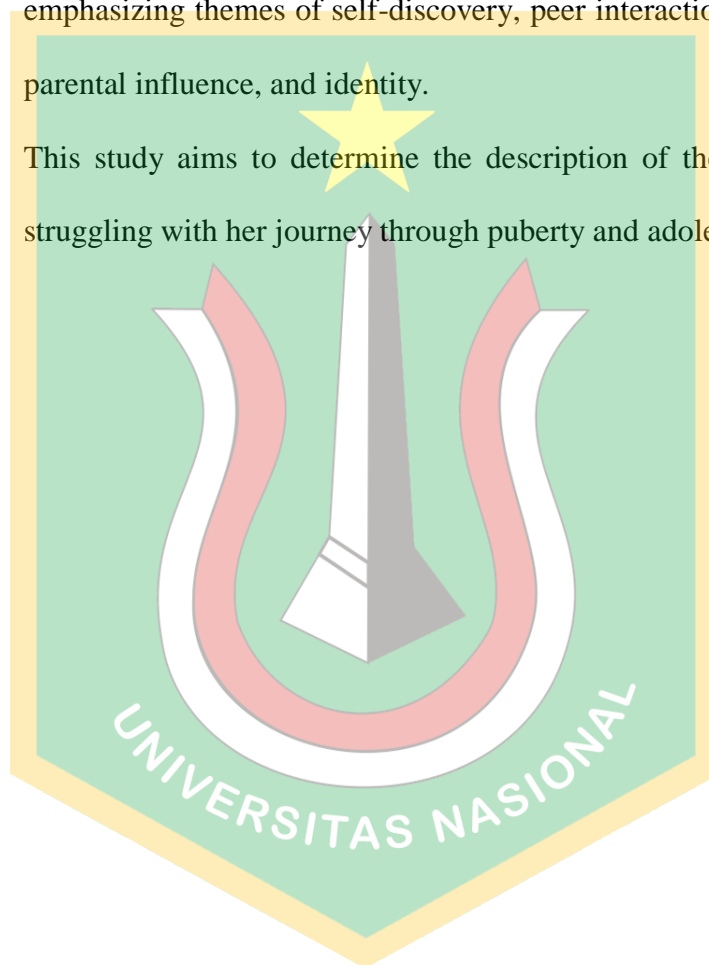 emphasizing themes of self-discovery, peer interactio
parental influence, and identity.
This study aims to determine the description of the
struggling with her journey through puberty and adole
UNIVERSITAS NASIONAL